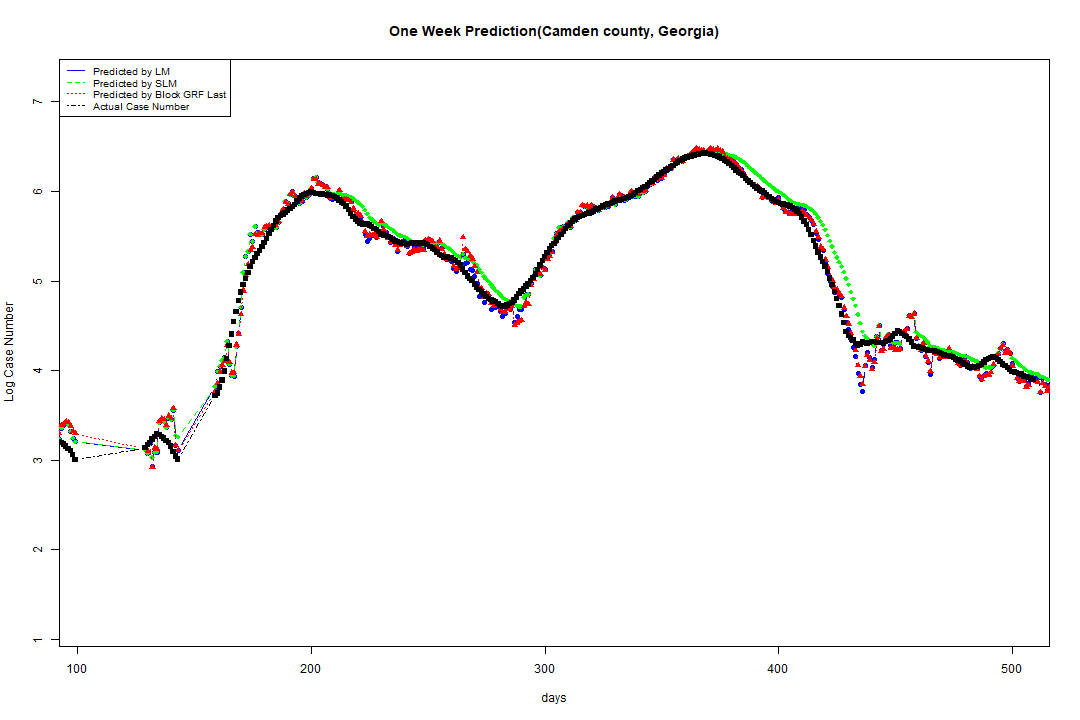 One Week Prediction(Camden county, Georgia)
Predicted by LM
Predicted by SLM
Predicted by Block GRF Last
Actual Case Number
7
6
5
4
3
2
1
Log Case Number
100 200 300 400 500
days